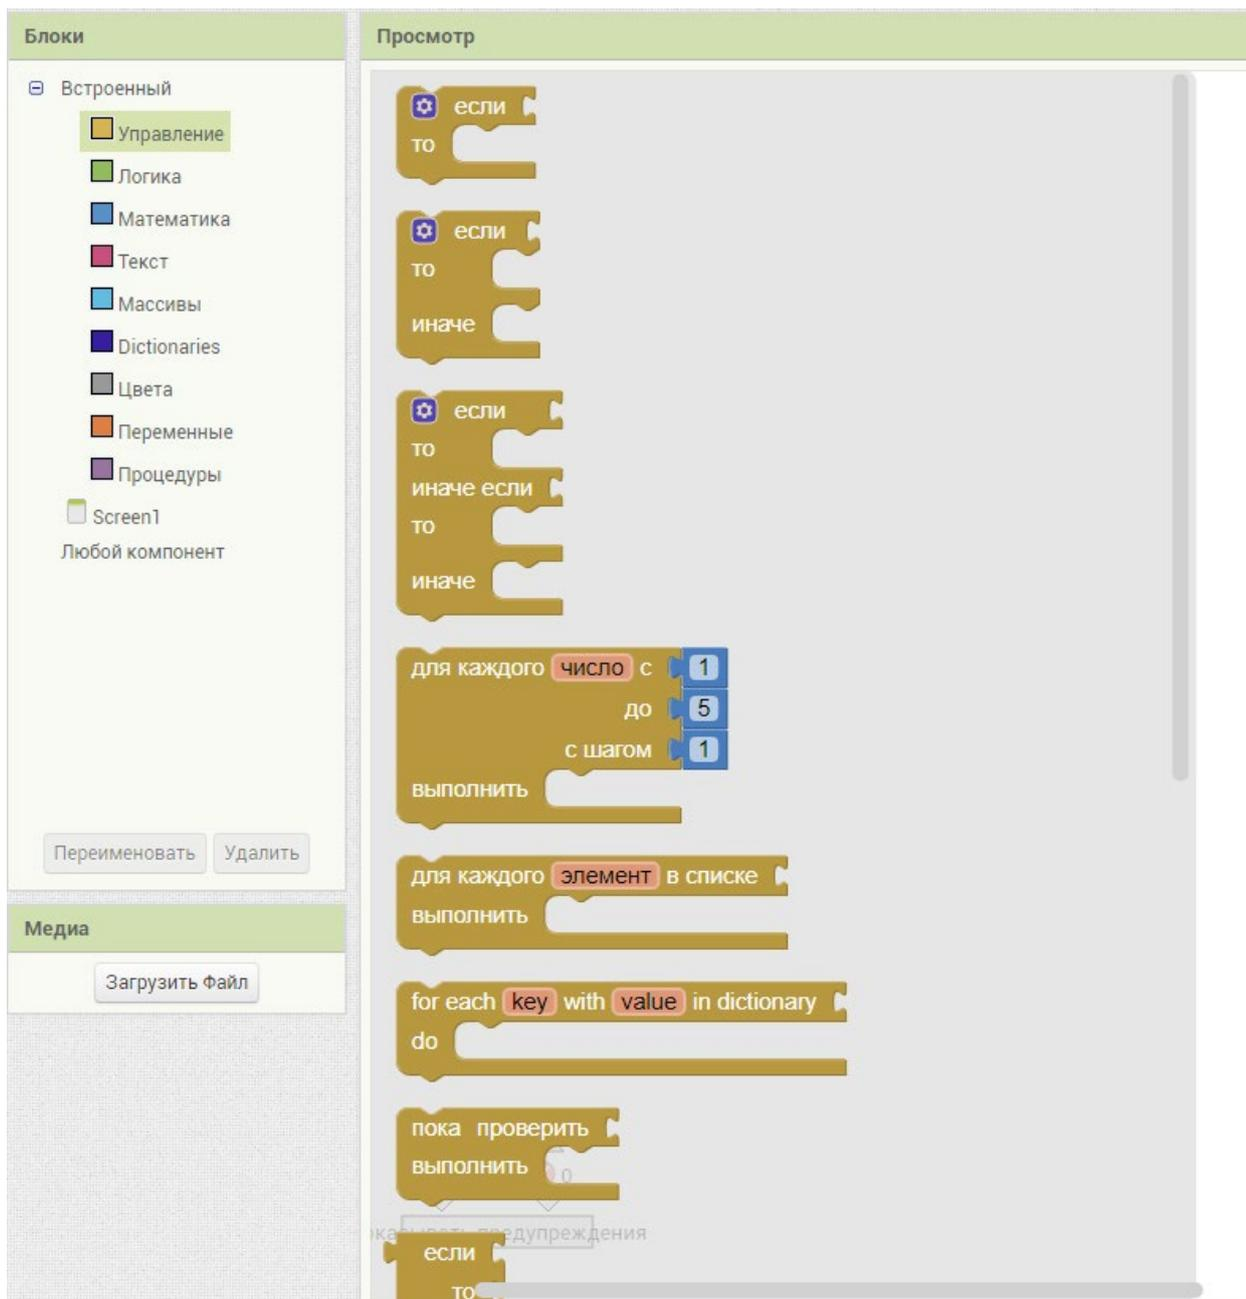 Блоки
Встроенный
Управление
Логика
Математика
Текст
Массивы
Dictionaries
Цвета
Переменные
Процедуры
Screen1
Любой компонент
Переименовать Удалить
Медиа
Загрузить Файл
Просмотр
если
то
если
то
иначе
если
то
иначе если
то
иначе
для каждого число с 1
до 5
с шагом 1
выполнить
для каждого элемент в списке
выполнить
for each key with value in dictionary
do
пока проверить
выполнить
0
предупреждения
если
то